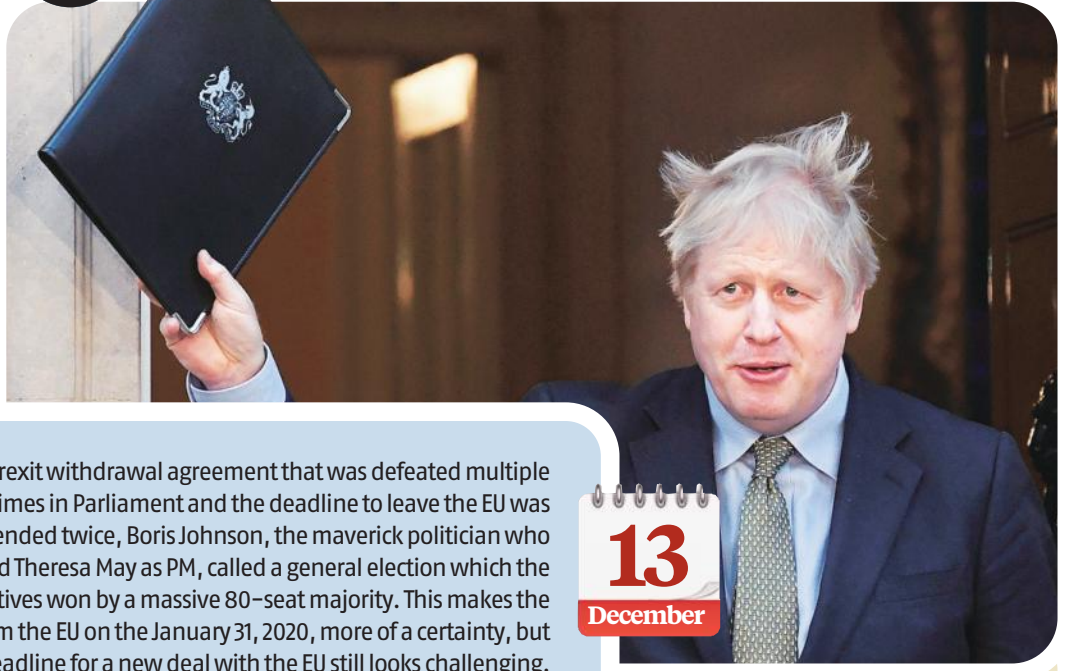 rexit withdrawal agreement that was defeated multiple
imes in Parliament and the deadline to leave the EU was
ended twice, Boris Johnson, the maverick politician who
d Theresa May as PM, called a general election which the
tives won by a massive 80-seat majority. This makes the
m the EU on the January 31, 2020, more of a certainty, but
eadline for a new deal with the EU still looks challenging.
13
December